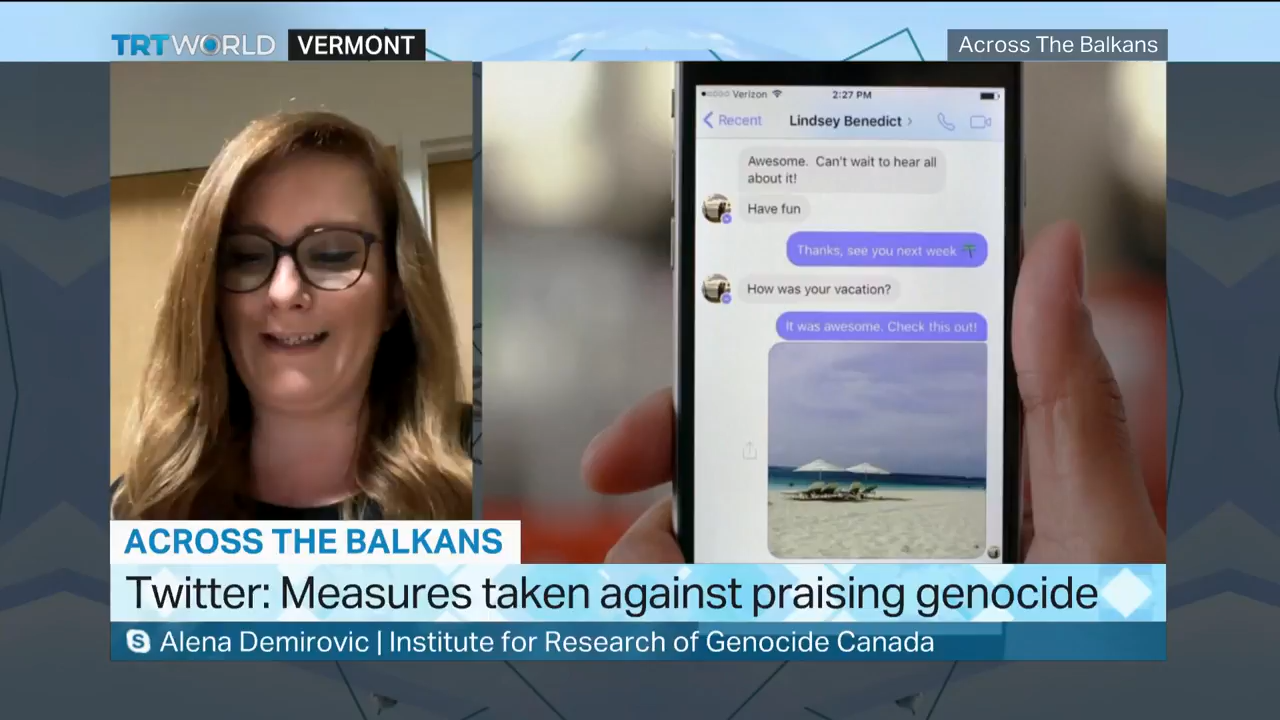 TRT WORLD
VERMONT
Across The Balkans
Verizon
2:27 PM
Recent
Lindsey Benedict
Awesome. Can't wait to hear all
about it!
Have fun
Thanks, see you next week
How was your vacation?
It was awesome. Check this out!
ACROSS THE BALKANS
Twitter: Measures taken against praising genocide
Alena Demirovic | Institute for Research of Genocide Canada